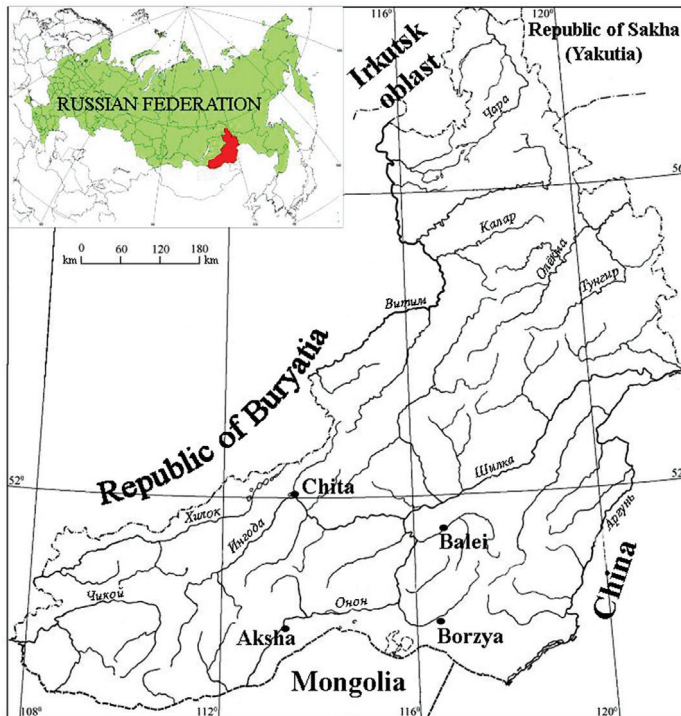 RUSSIAN FEDERATION
0 60 120 180
km km
116°
120°
Irkutsk
oblast
Republic of Sakha
(Yakutia)
Чара
56
Калар
Олёкма
Тунгир
Витим
Republic of Buryatia
52°
52
Шилка
Chita
Хилок
Ингода
Balei
Аргунь
China
Чикой
Онон
Aksha
Borzya
Mongolia
108°
112°
116°
120°